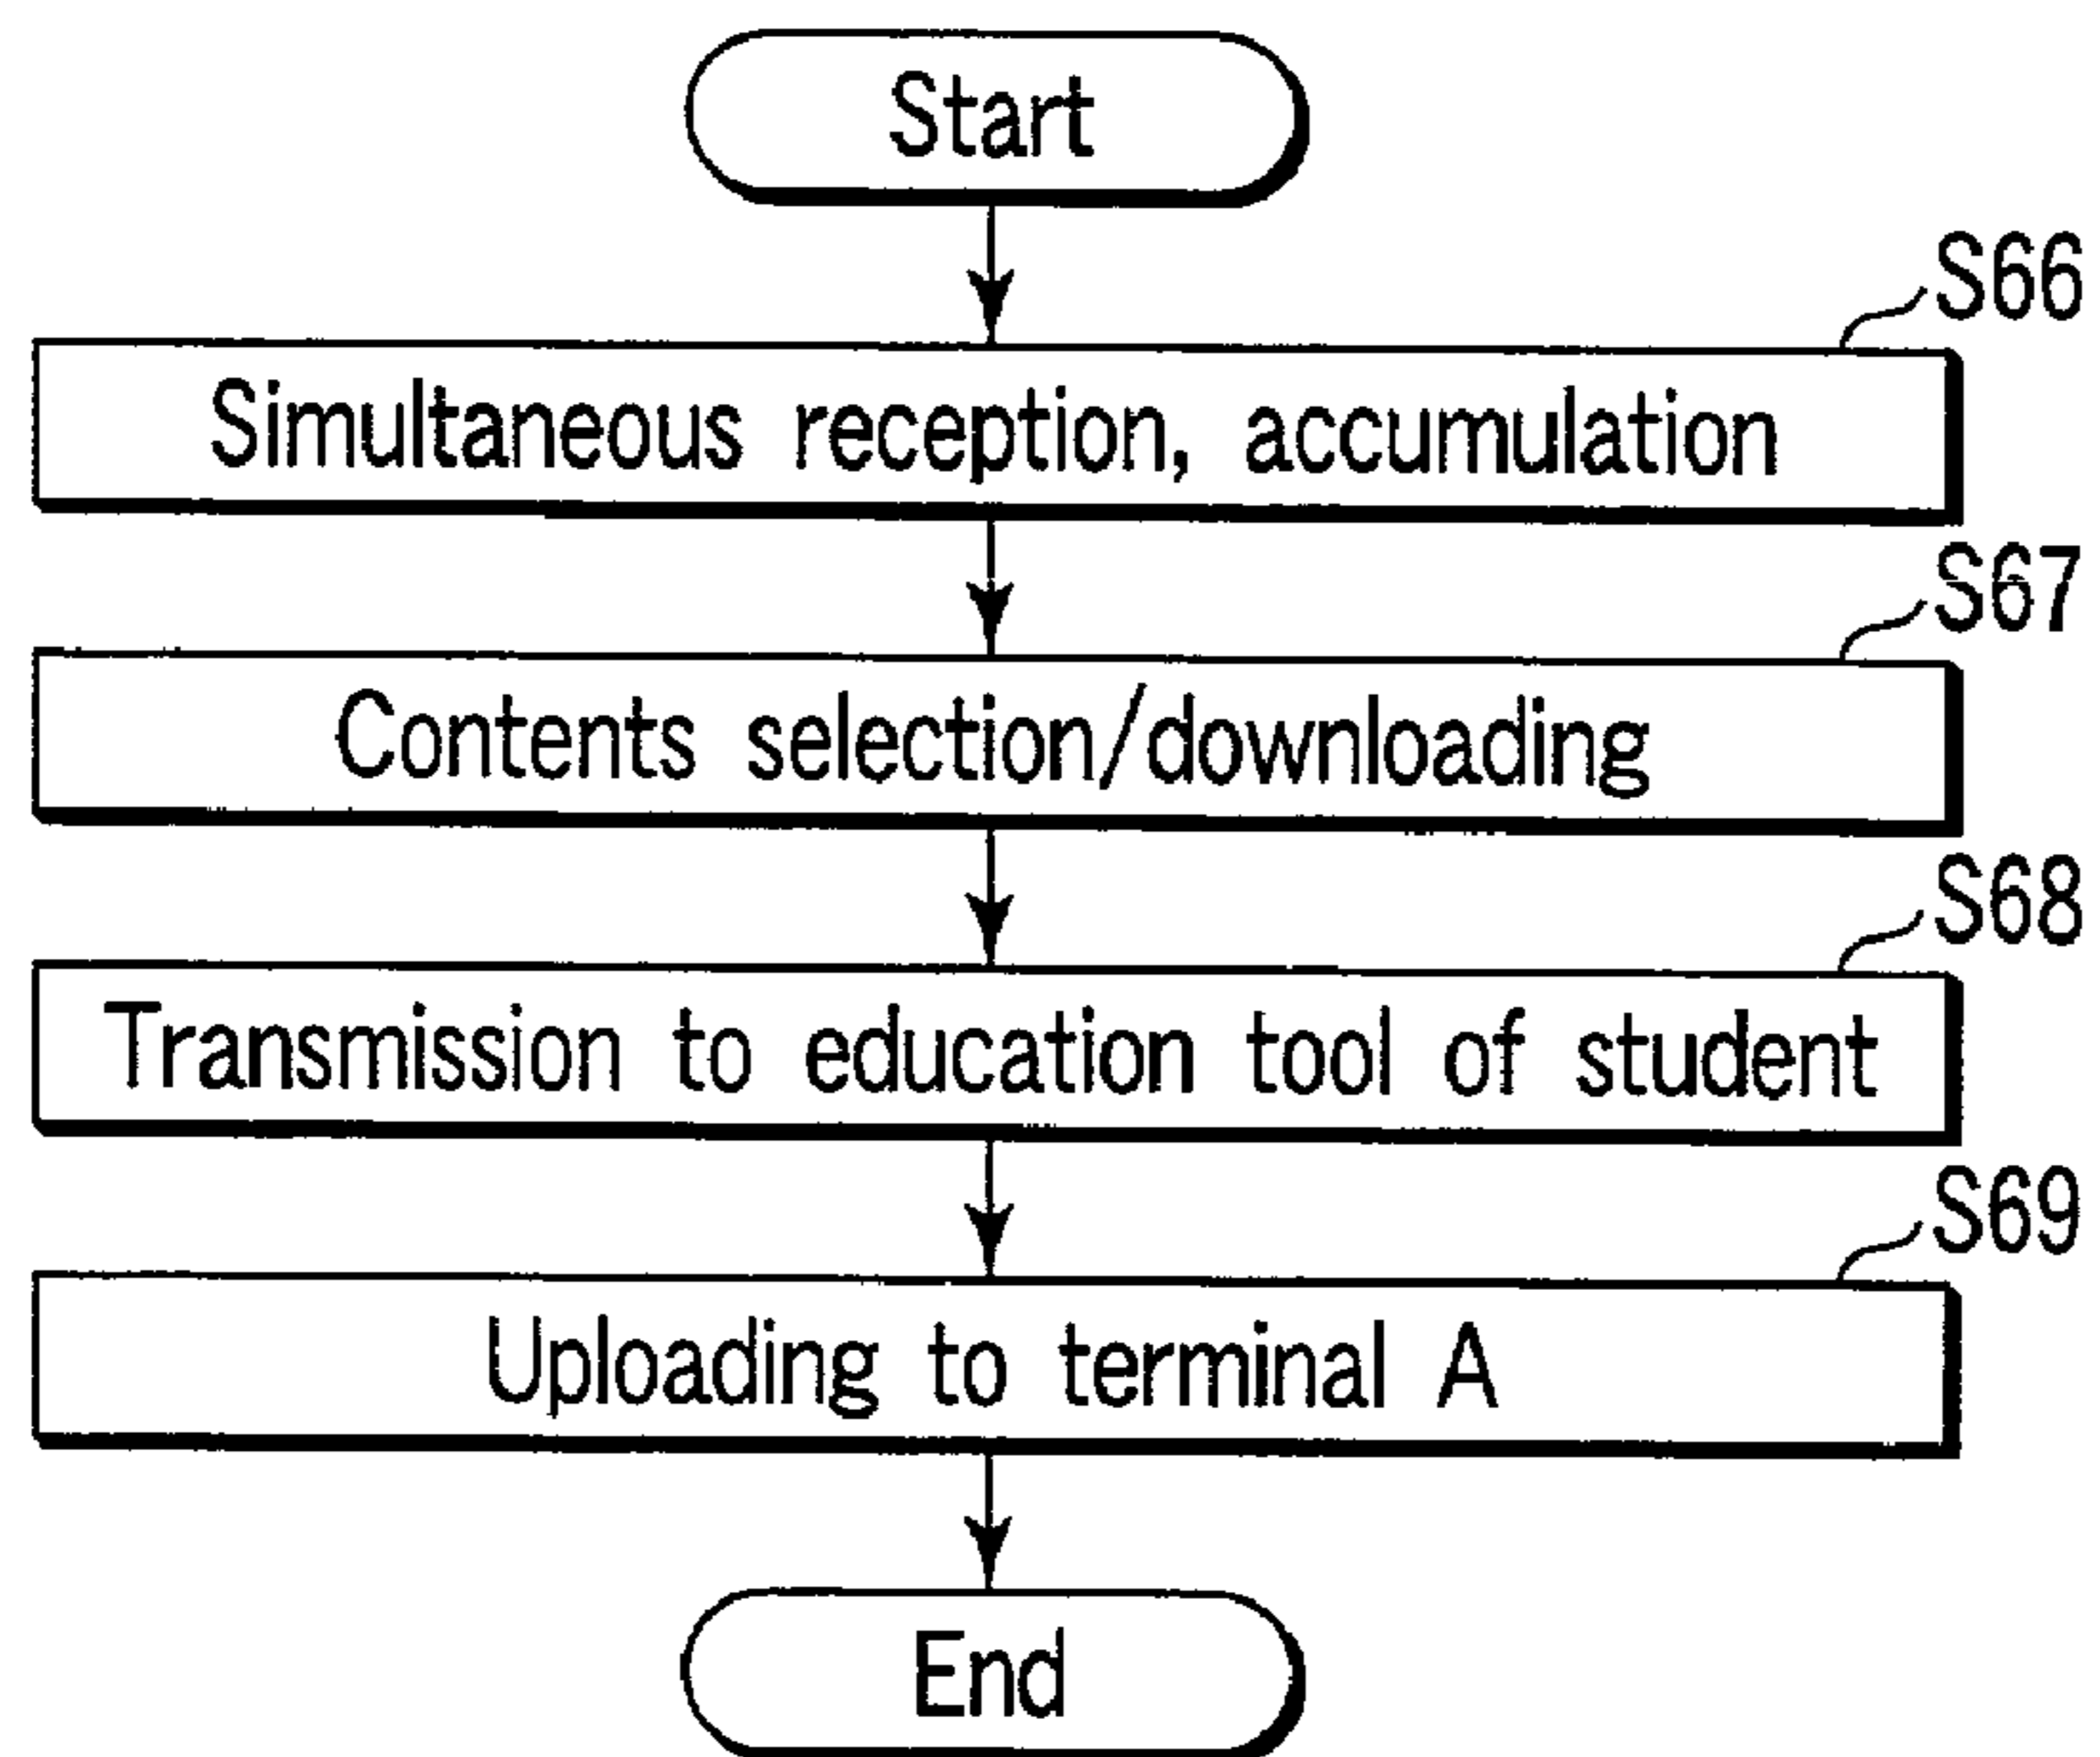 Start
S66
Simultaneous reception, accumulation
S67
Contents selection/downloading
S68
Transmission to education tool of student
S69
Uploading to terminal A
End